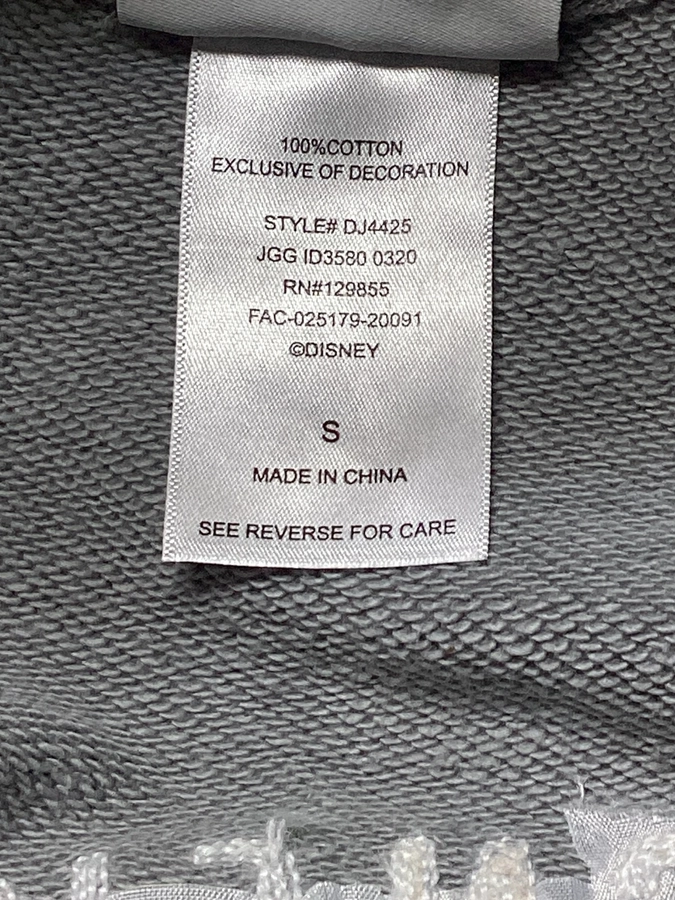 100%COTTON
EXCLUSIVE OF DECORATION
STYLE# DJ4425
JGG ID3580 0320
RN#129855
FAC-025179-20091
©DISNEY
S
MADE IN CHINA
SEE REVERSE FOR CARE